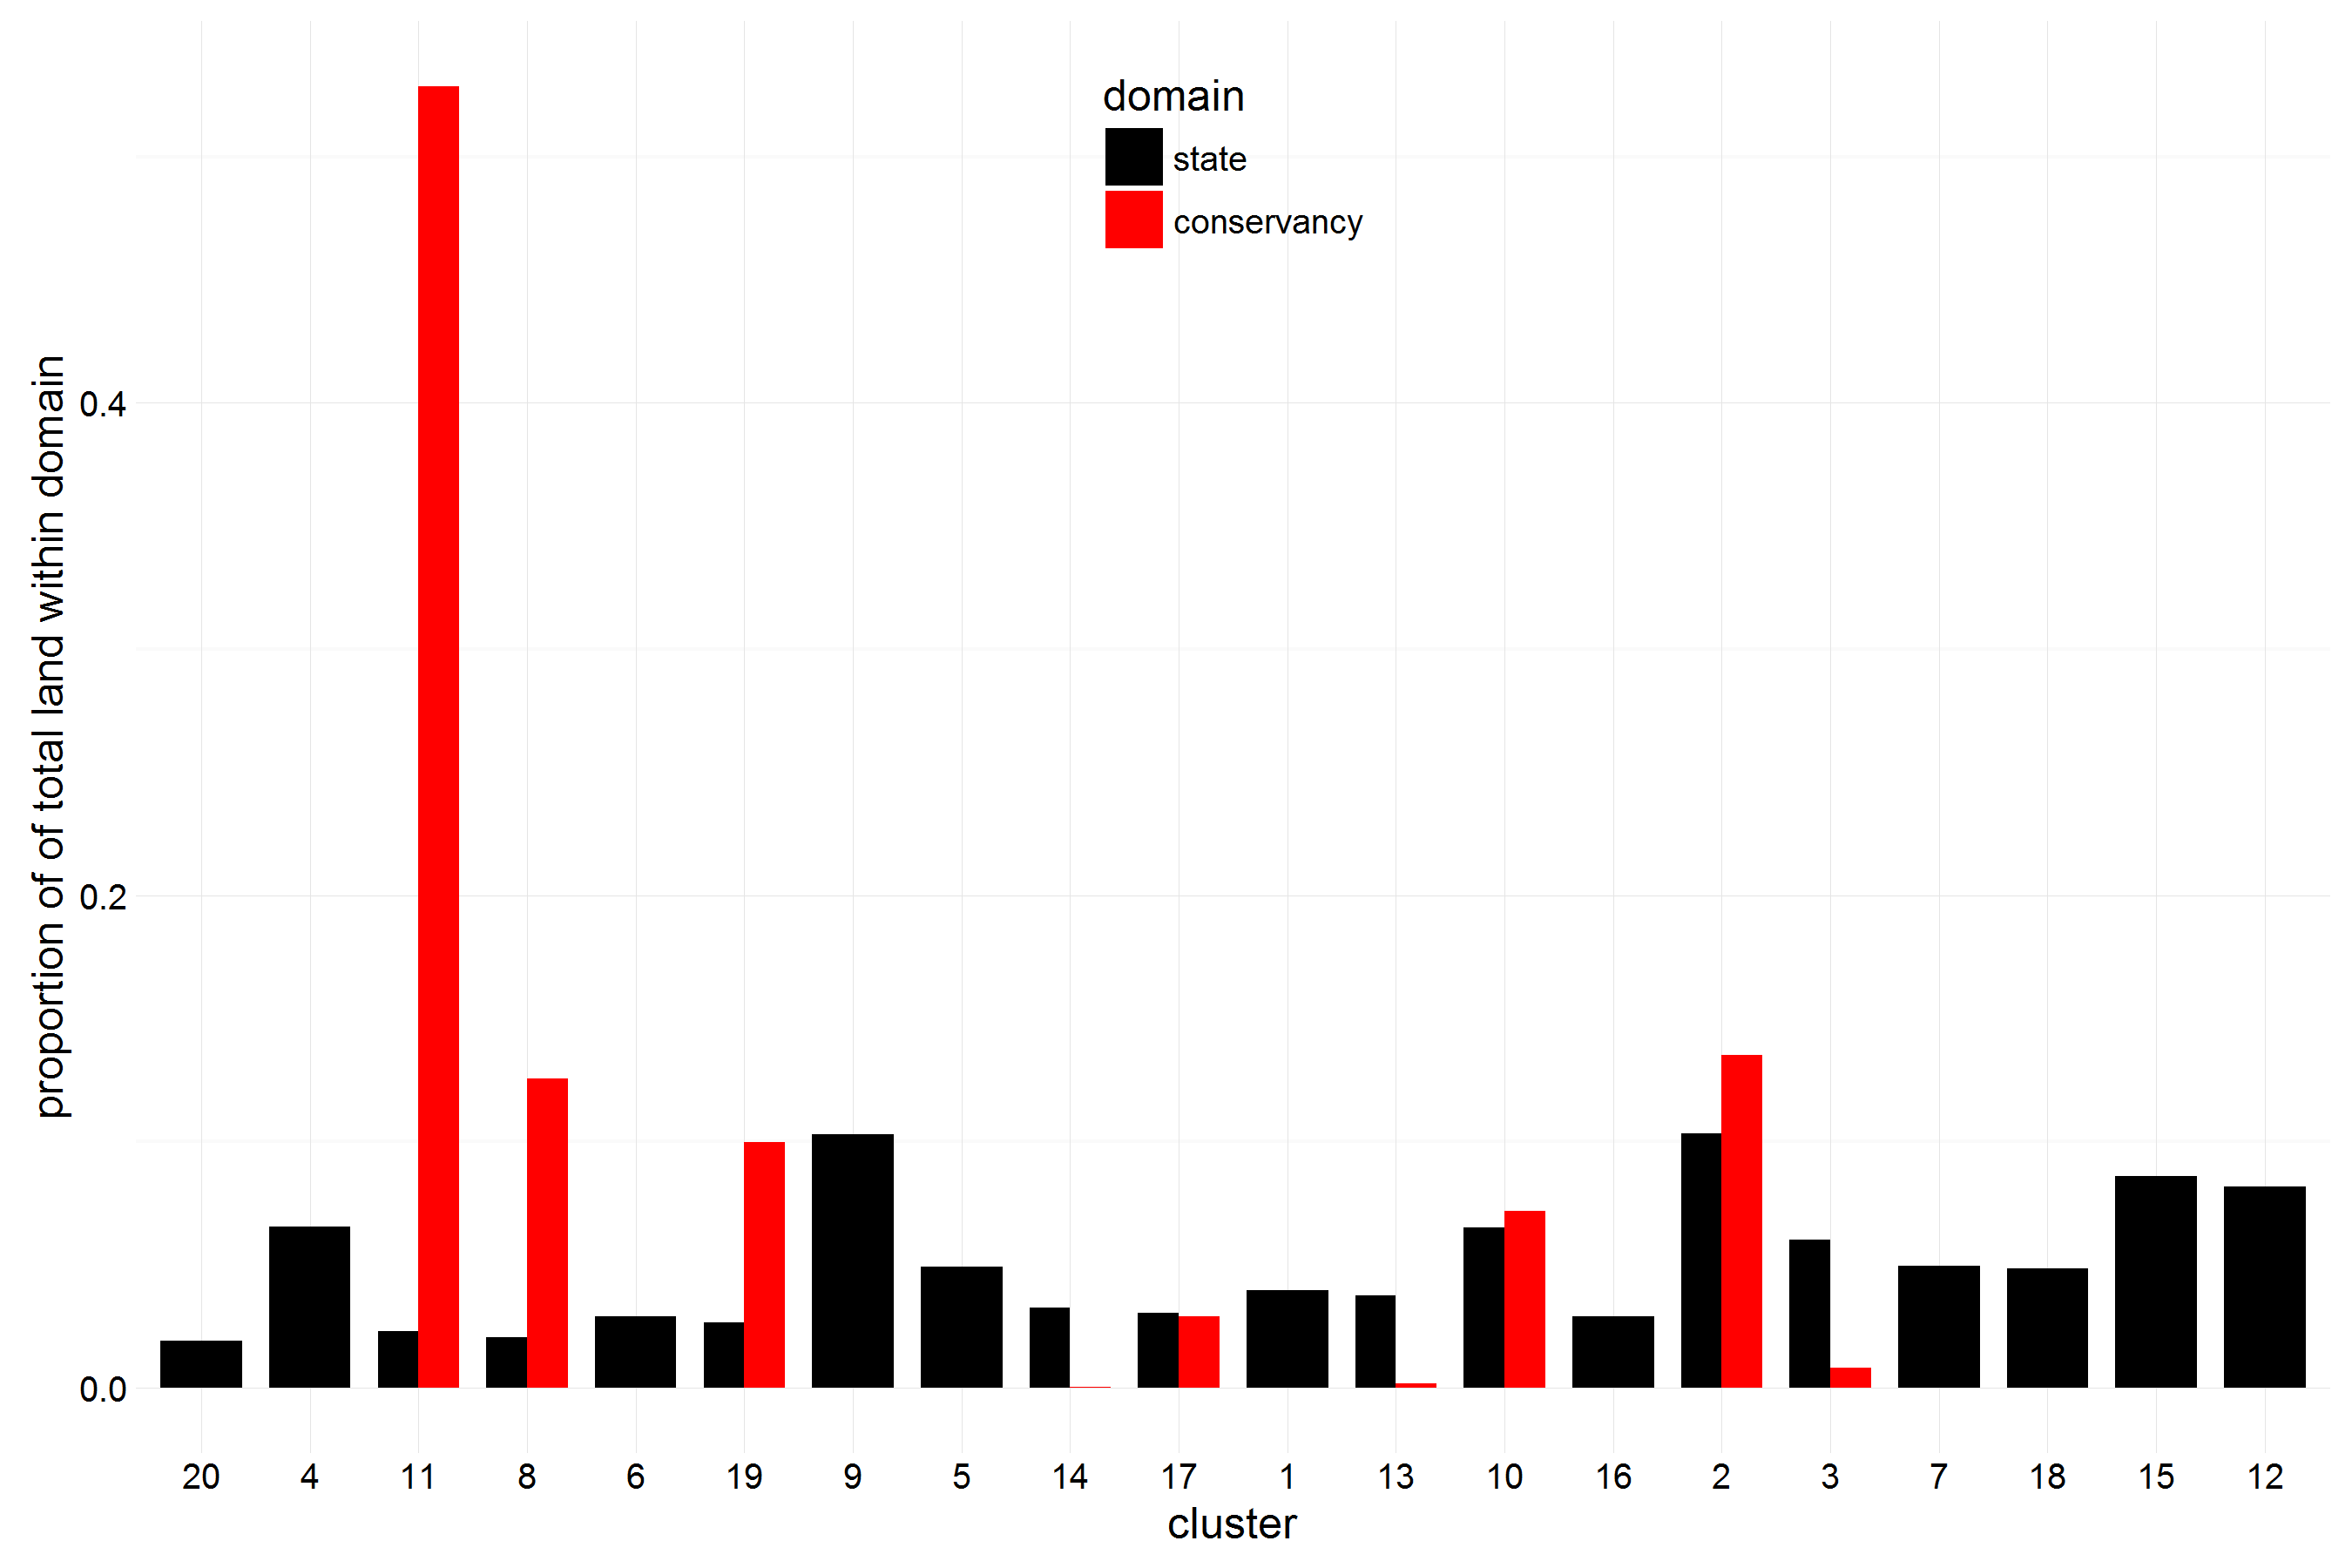 domain
state
conservancy
proportion of of total land within domain
0.4
0.2
0.0
20 4 11 8 6 19 9 5 14 17 1 13 10 16 2 3 7 18 15 12
cluster